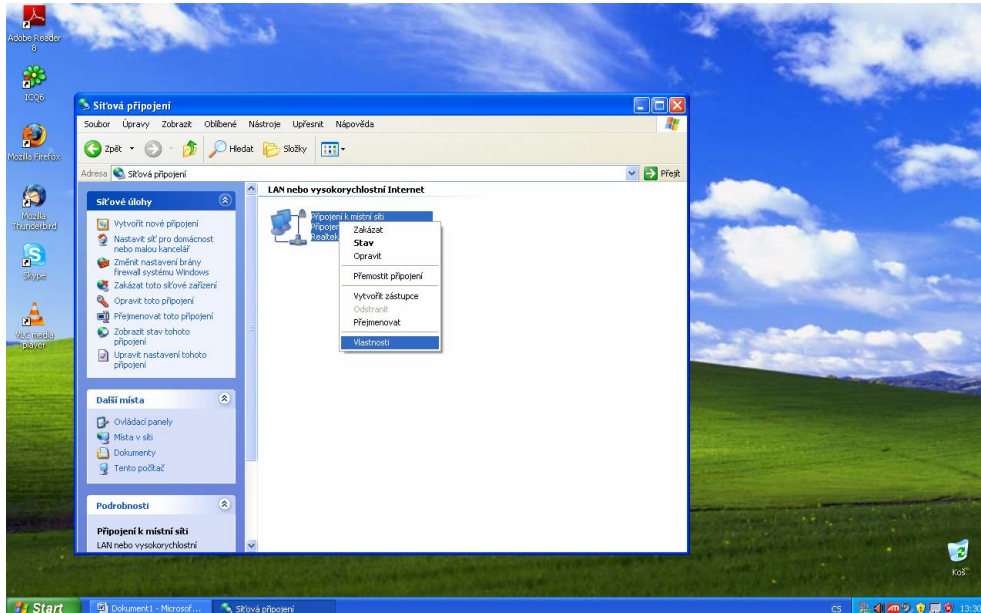 Adobe Reader
8
ICQ6
Mozilla Firefox
Mozilla
Thunderbird
Skype
VLC media
player
Síťová připojení
Soubor Úpravy Zobrazit Oblíbené Nástroje Upřesnit Nápověda
Zpět Hledat Složky
Adresa Síťová připojení Přejít
Síťové úlohy
Vytvořit nové připojení
Nastavit síť pro domácnost
nebo malou kancelář
Změnit nastavení brány
firewall systému Windows
Zakázat toto síťové zařízení
Opravit toto připojení
Přejmenovat toto připojení
Zobrazit stav tohoto
připojení
Upravit nastavení tohoto
připojení
Další místa
Ovládací panely
Místa v síti
Dokumenty
Tento počítač
Podrobnosti
Připojení k místní síti
LAN nebo vysokorychlostní
LAN nebo vysokorychlostní Internet
Připojení k místní síti
Připojen
Realtek
Zakázat
Stav
Opravit
Přemostit připojení
Vytvořit zástupce
Odstranit
Přejmenovat
Vlastnosti
Koš
Start Dokument1 - Microsof... Síťová připojení CS 13:30